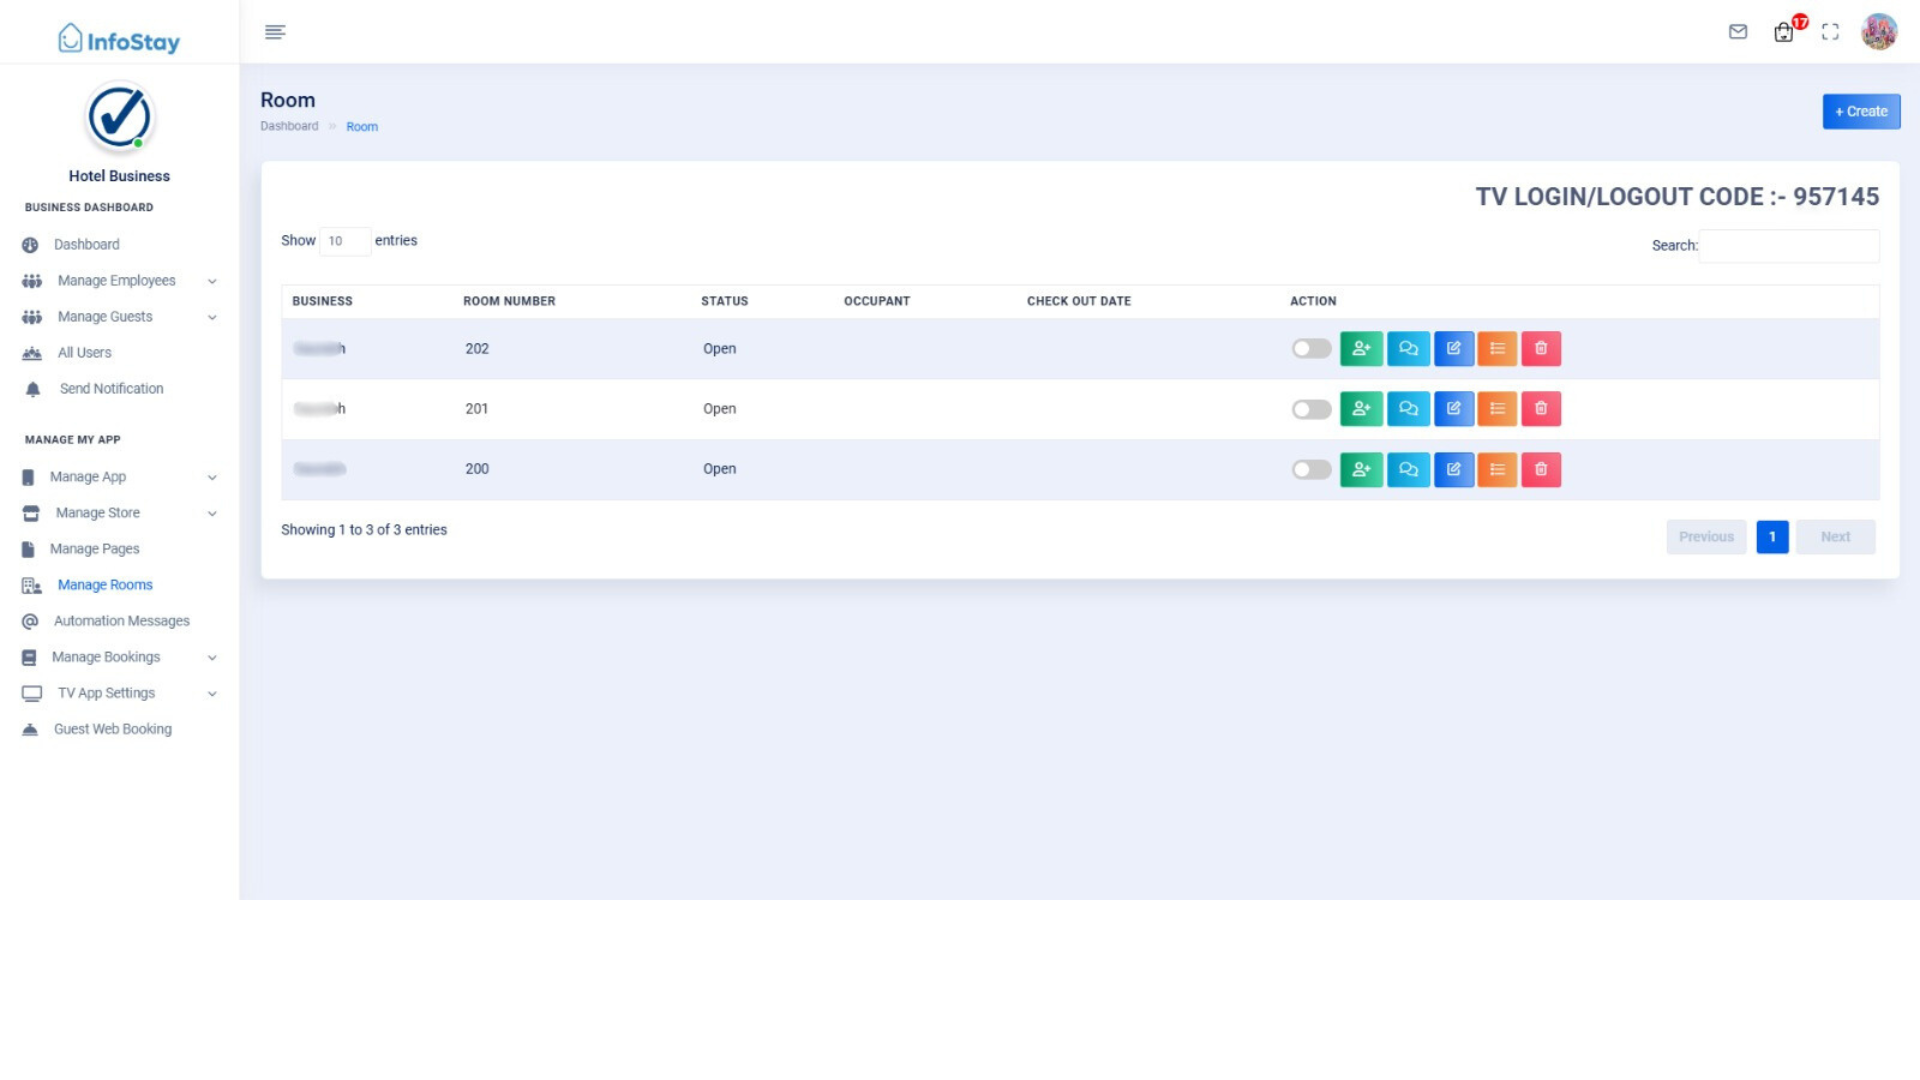 InfoStay
17
Hotel Business
BUSINESS DASHBOARD
Dashboard
Manage Employees
Manage Guests
All Users
Send Notification
MANAGE MY APP
Manage App
Manage Store
Manage Pages
Manage Rooms
Automation Messages
Manage Bookings
TV App Settings
Guest Web Booking
Room
Dashboard » Room
+ Create
TV LOGIN/LOGOUT CODE :- 957145
Show 10 entries
Search:
BUSINESS ROOM NUMBER STATUS OCCUPANT CHECK OUT DATE ACTION
202 Open
201 Open
200 Open
Showing 1 to 3 of 3 entries
Previous 1 Next